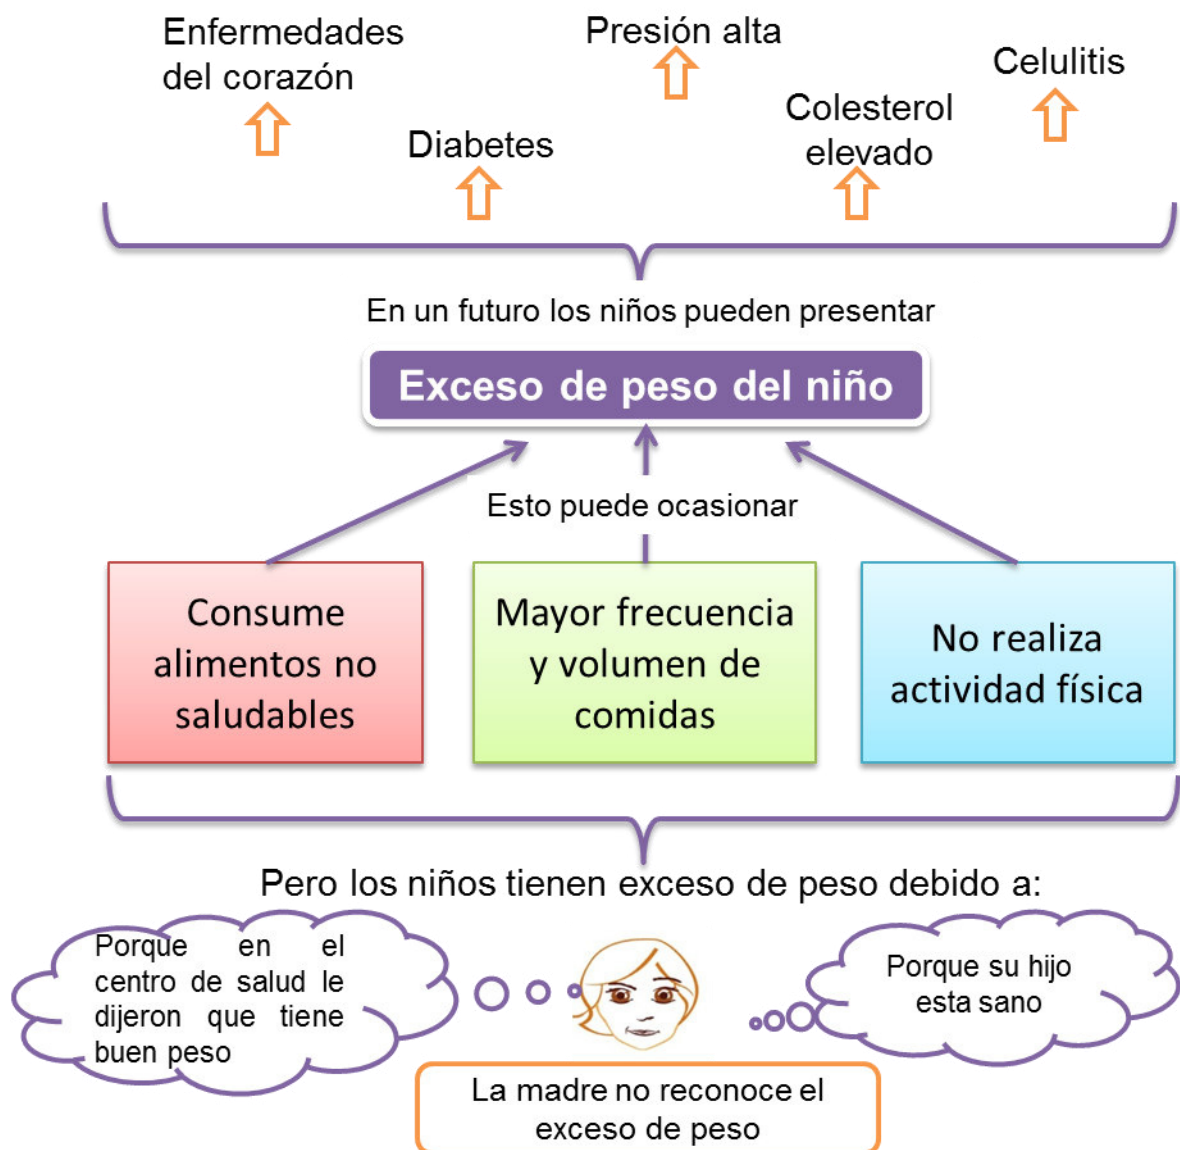 Enfermedades
del corazón
Presión alta
Celulitis
Diabetes
Colesterol
elevado
En un futuro los niños pueden presentar
Exceso de peso del niño
Esto puede ocasionar
Consume
alimentos no
saludables
Mayor frecuencia
y volumen de
comidas
No realiza
actividad física
Pero los niños tienen exceso de peso debido a:
Porque en el
centro de salud le
dijeron que tiene
buen peso
Porque su hijo
esta sano
La madre no reconoce el
exceso de peso